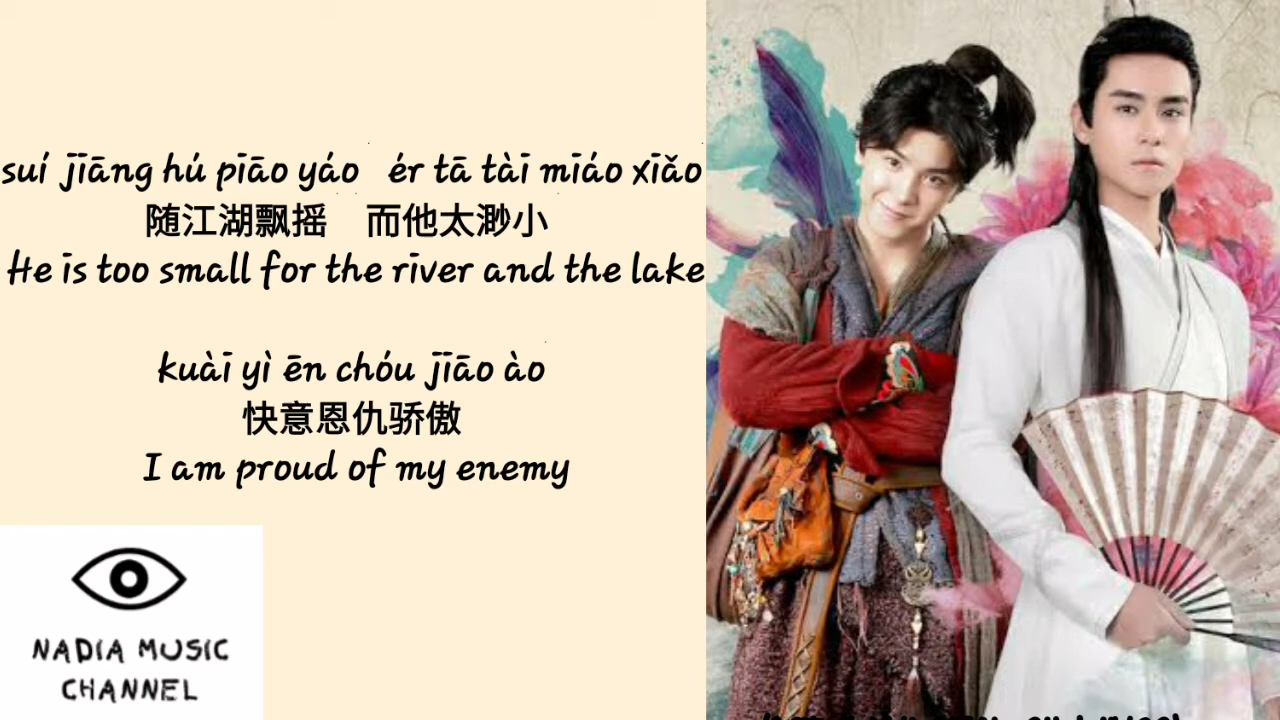 suí jiāng hú piāo yáo ér tā tài miáo xiǎo
随江湖飘摇 而他太渺小
He is too small for the river and the lake
kuài yì ēn chóu jiāo ào
快意恩仇骄傲
I am proud of my enemy
NADIA MUSIC
CHANNEL